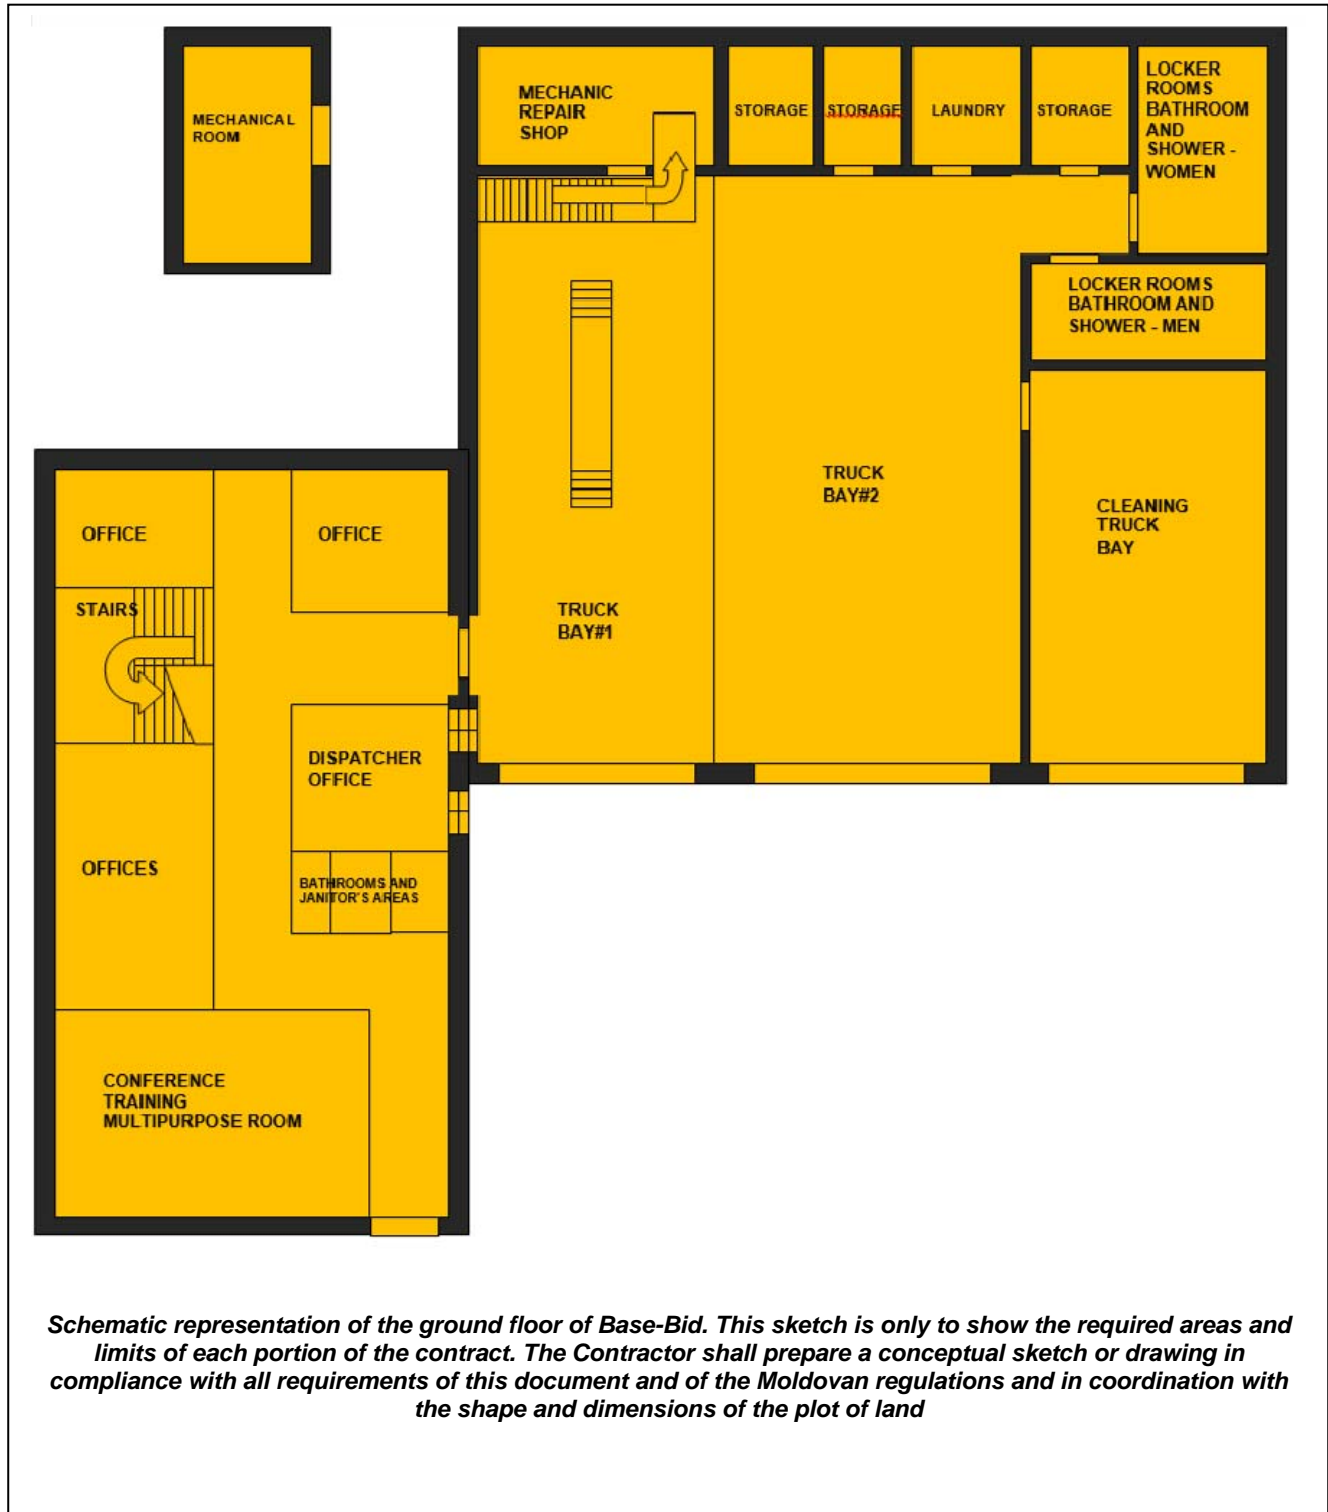 MECHANICAL
ROOM
MECHANIC
REPAIR
SHOP
STORAGE
STORAGE
LAUNDRY
STORAGE
LOCKER
ROOMS
BATHROOM
AND
SHOWER -
WOMEN
LOCKER ROOMS
BATHROOM AND
SHOWER - MEN
TRUCK
BAY#2
CLEANING
TRUCK
BAY
TRUCK
BAY#1
OFFICE
OFFICE
STAIRS
DISPATCHER
OFFICE
OFFICES
BATHROOMS AND
JANITOR'S AREAS
CONFERENCE
TRAINING
MULTIPURPOSE ROOM
Schematic representation of the ground floor of Base-Bid. This sketch is only to show the required areas and
limits of each portion of the contract. The Contractor shall prepare a conceptual sketch or drawing in
compliance with all requirements of this document and of the Moldovan regulations and in coordination with
the shape and dimensions of the plot of land